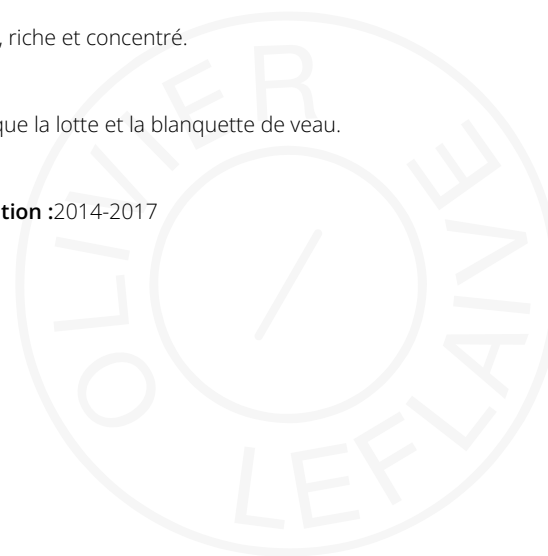 , riche et concentré.
que la lotte et la blanquette de veau.
tion :2014-2017
OLIVIER LEFLAIVE